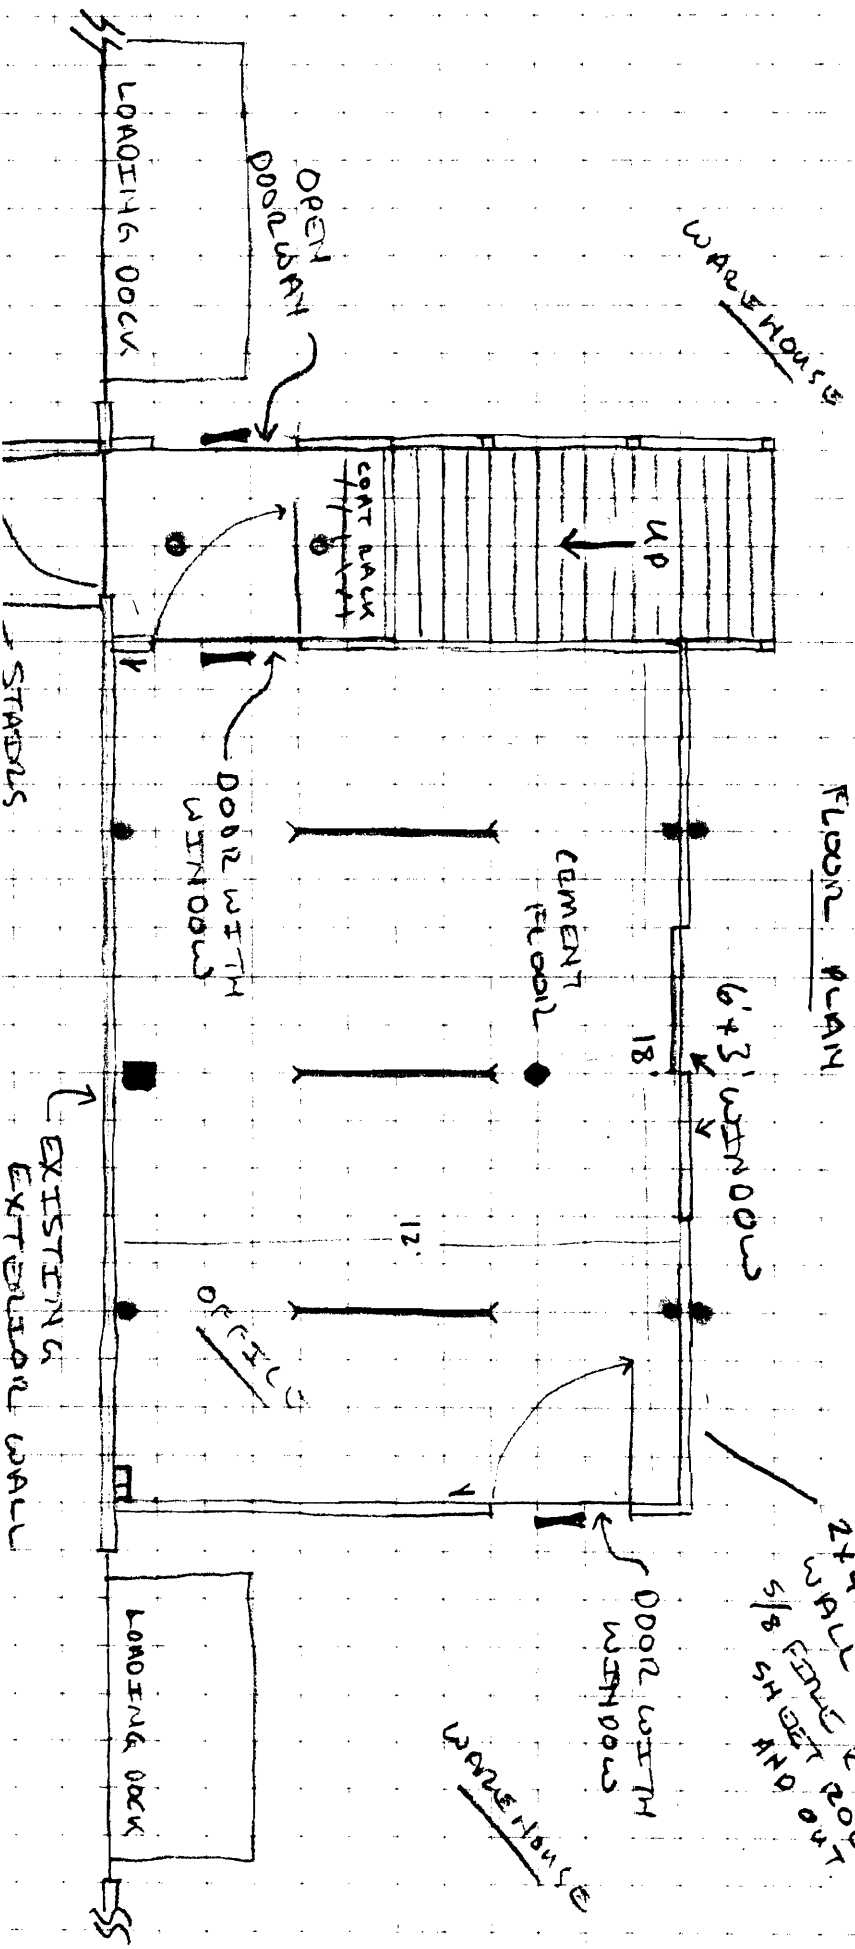 FLOOR PLAN
WAREHOUSE
LOADING DOCK
OPEN
DOORWAY
COAT RACK
UP
STAIRS
DOOR WITH
WINDOW
CEMENT
FLOOR
6'x3' WINDOW
18'
12'
OFFICE
EXISTING
EXTERIOR WALL
WALL
5/8 FIRE
SHEET
AND OUT
DOOR WITH
WINDOW
WAREHOUSE
LOADING DOCK